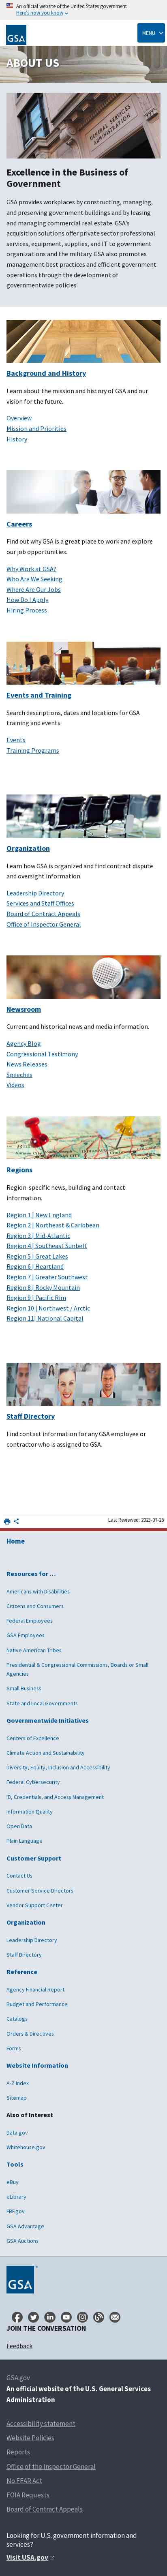 An official website of the United States government
Here's how you know
GSA
MENU
ABOUT US
Excellence in the Business of
Government
GSA provides workplaces by constructing, managing,
preserving government buildings and by leasing
and managing commercial real estate. GSA's
acquisition solutions offer private sector professional
services, equipment, supplies, and IT to government
organizations and the military. GSA also promotes
management best practices and efficient government
operations through the development of
governmentwide policies.
Background and History
Learn about the mission and history of GSA and our
vision for the future.
Overview
Mission and Priorities
History
Careers
Find out why GSA is a great place to work and explore
our job opportunities.
Why Work at GSA?
Who Are We Seeking
Where Are Our Jobs
How Do I Apply
Hiring Process
Events and Training
Search descriptions, dates and locations for GSA
training and events.
Events
Training Programs
Organization
Learn how GSA is organized and find contract dispute
and oversight information.
Leadership Directory
Services and Staff Offices
Board of Contract Appeals
Office of Inspector General
Newsroom
Current and historical news and media information.
Agency Blog
Congressional Testimony
News Releases
Speeches
Videos
Regions
Region-specific news, building and contact
information.
Region 1 | New England
Region 2 | Northeast & Caribbean
Region 3 | Mid-Atlantic
Region 4 | Southeast Sunbelt
Region 5 | Great Lakes
Region 6 | Heartland
Region 7 | Greater Southwest
Region 8 | Rocky Mountain
Region 9 | Pacific Rim
Region 10 | Northwest / Arctic
Region 11| National Capital
Staff Directory
Find contact information for any GSA employee or
contractor who is assigned to GSA.
Last Reviewed: 2023-07-26
Home
Resources for …
Americans with Disabilities
Citizens and Consumers
Federal Employees
GSA Employees
Native American Tribes
Presidential & Congressional Commissions, Boards or Small
Agencies
Small Business
State and Local Governments
Governmentwide Initiatives
Centers of Excellence
Climate Action and Sustainability
Diversity, Equity, Inclusion and Accessibility
Federal Cybersecurity
ID, Credentials, and Access Management
Information Quality
Open Data
Plain Language
Customer Support
Contact Us
Customer Service Directors
Vendor Support Center
Organization
Leadership Directory
Staff Directory
Reference
Agency Financial Report
Budget and Performance
Catalogs
Orders & Directives
Forms
Website Information
A-Z Index
Sitemap
Also of Interest
Data.gov
Whitehouse.gov
Tools
eBuy
eLibrary
FBF.gov
GSA Advantage
GSA Auctions
GSA
JOIN THE CONVERSATION
Feedback
GSA.gov
An official website of the U.S. General Services
Administration
Accessibility statement
Website Policies
Reports
Office of the Inspector General
No FEAR Act
FOIA Requests
Board of Contract Appeals
Looking for U.S. government information and
services?
Visit USA.gov